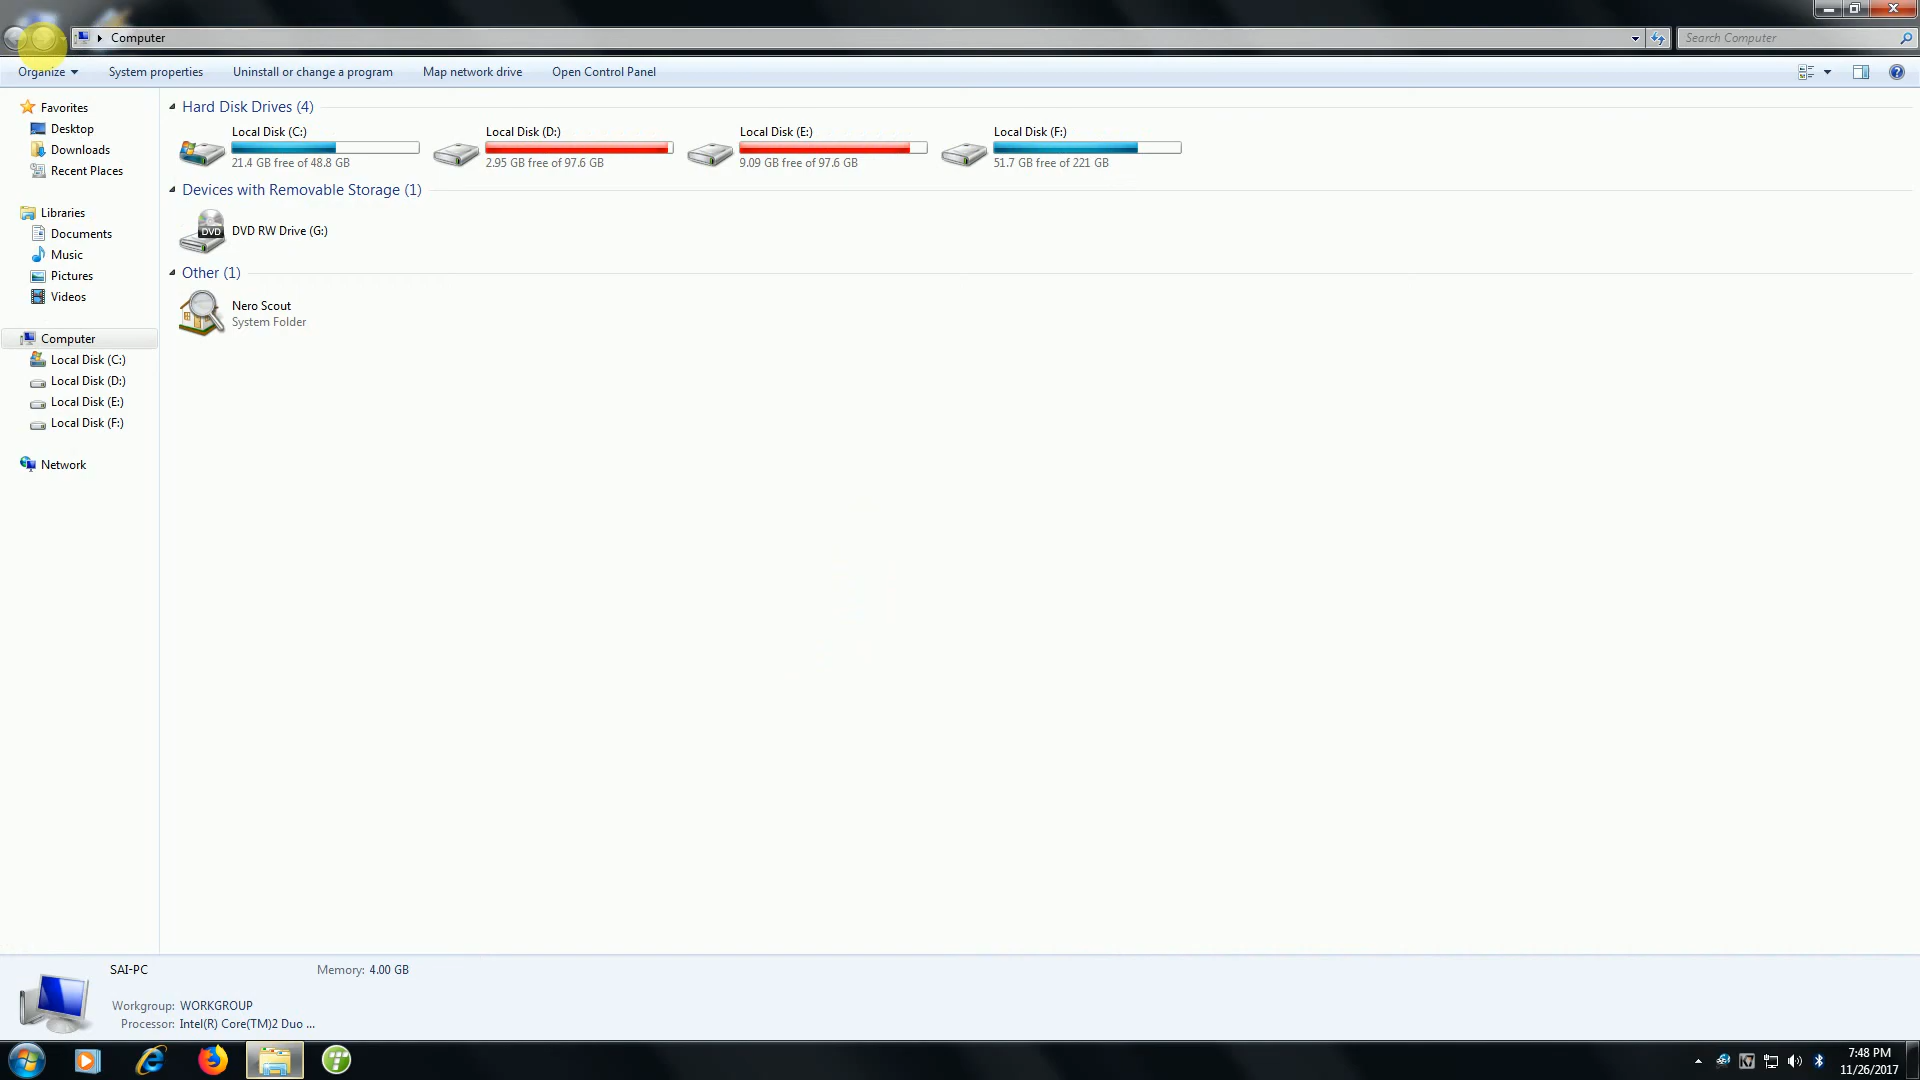 Computer
Search Computer
Organize
System properties
Uninstall or change a program
Map network drive
Open Control Panel
Favorites
Desktop
Downloads
Recent Places
Libraries
Documents
Music
Pictures
Videos
Computer
Local Disk (C:)
Local Disk (D:)
Local Disk (E:)
Local Disk (F:)
Network
Hard Disk Drives (4)
Local Disk (C:)
21.4 GB free of 48.8 GB
Local Disk (D:)
2.95 GB free of 97.6 GB
Local Disk (E:)
9.09 GB free of 97.6 GB
Local Disk (F:)
51.7 GB free of 221 GB
Devices with Removable Storage (1)
DVD
DVD RW Drive (G:)
Other (1)
Nero Scout
System Folder
SAI-PC
Memory: 4.00 GB
Workgroup: WORKGROUP
Processor: Intel(R) Core(TM)2 Duo ...
7:48 PM
11/26/2017